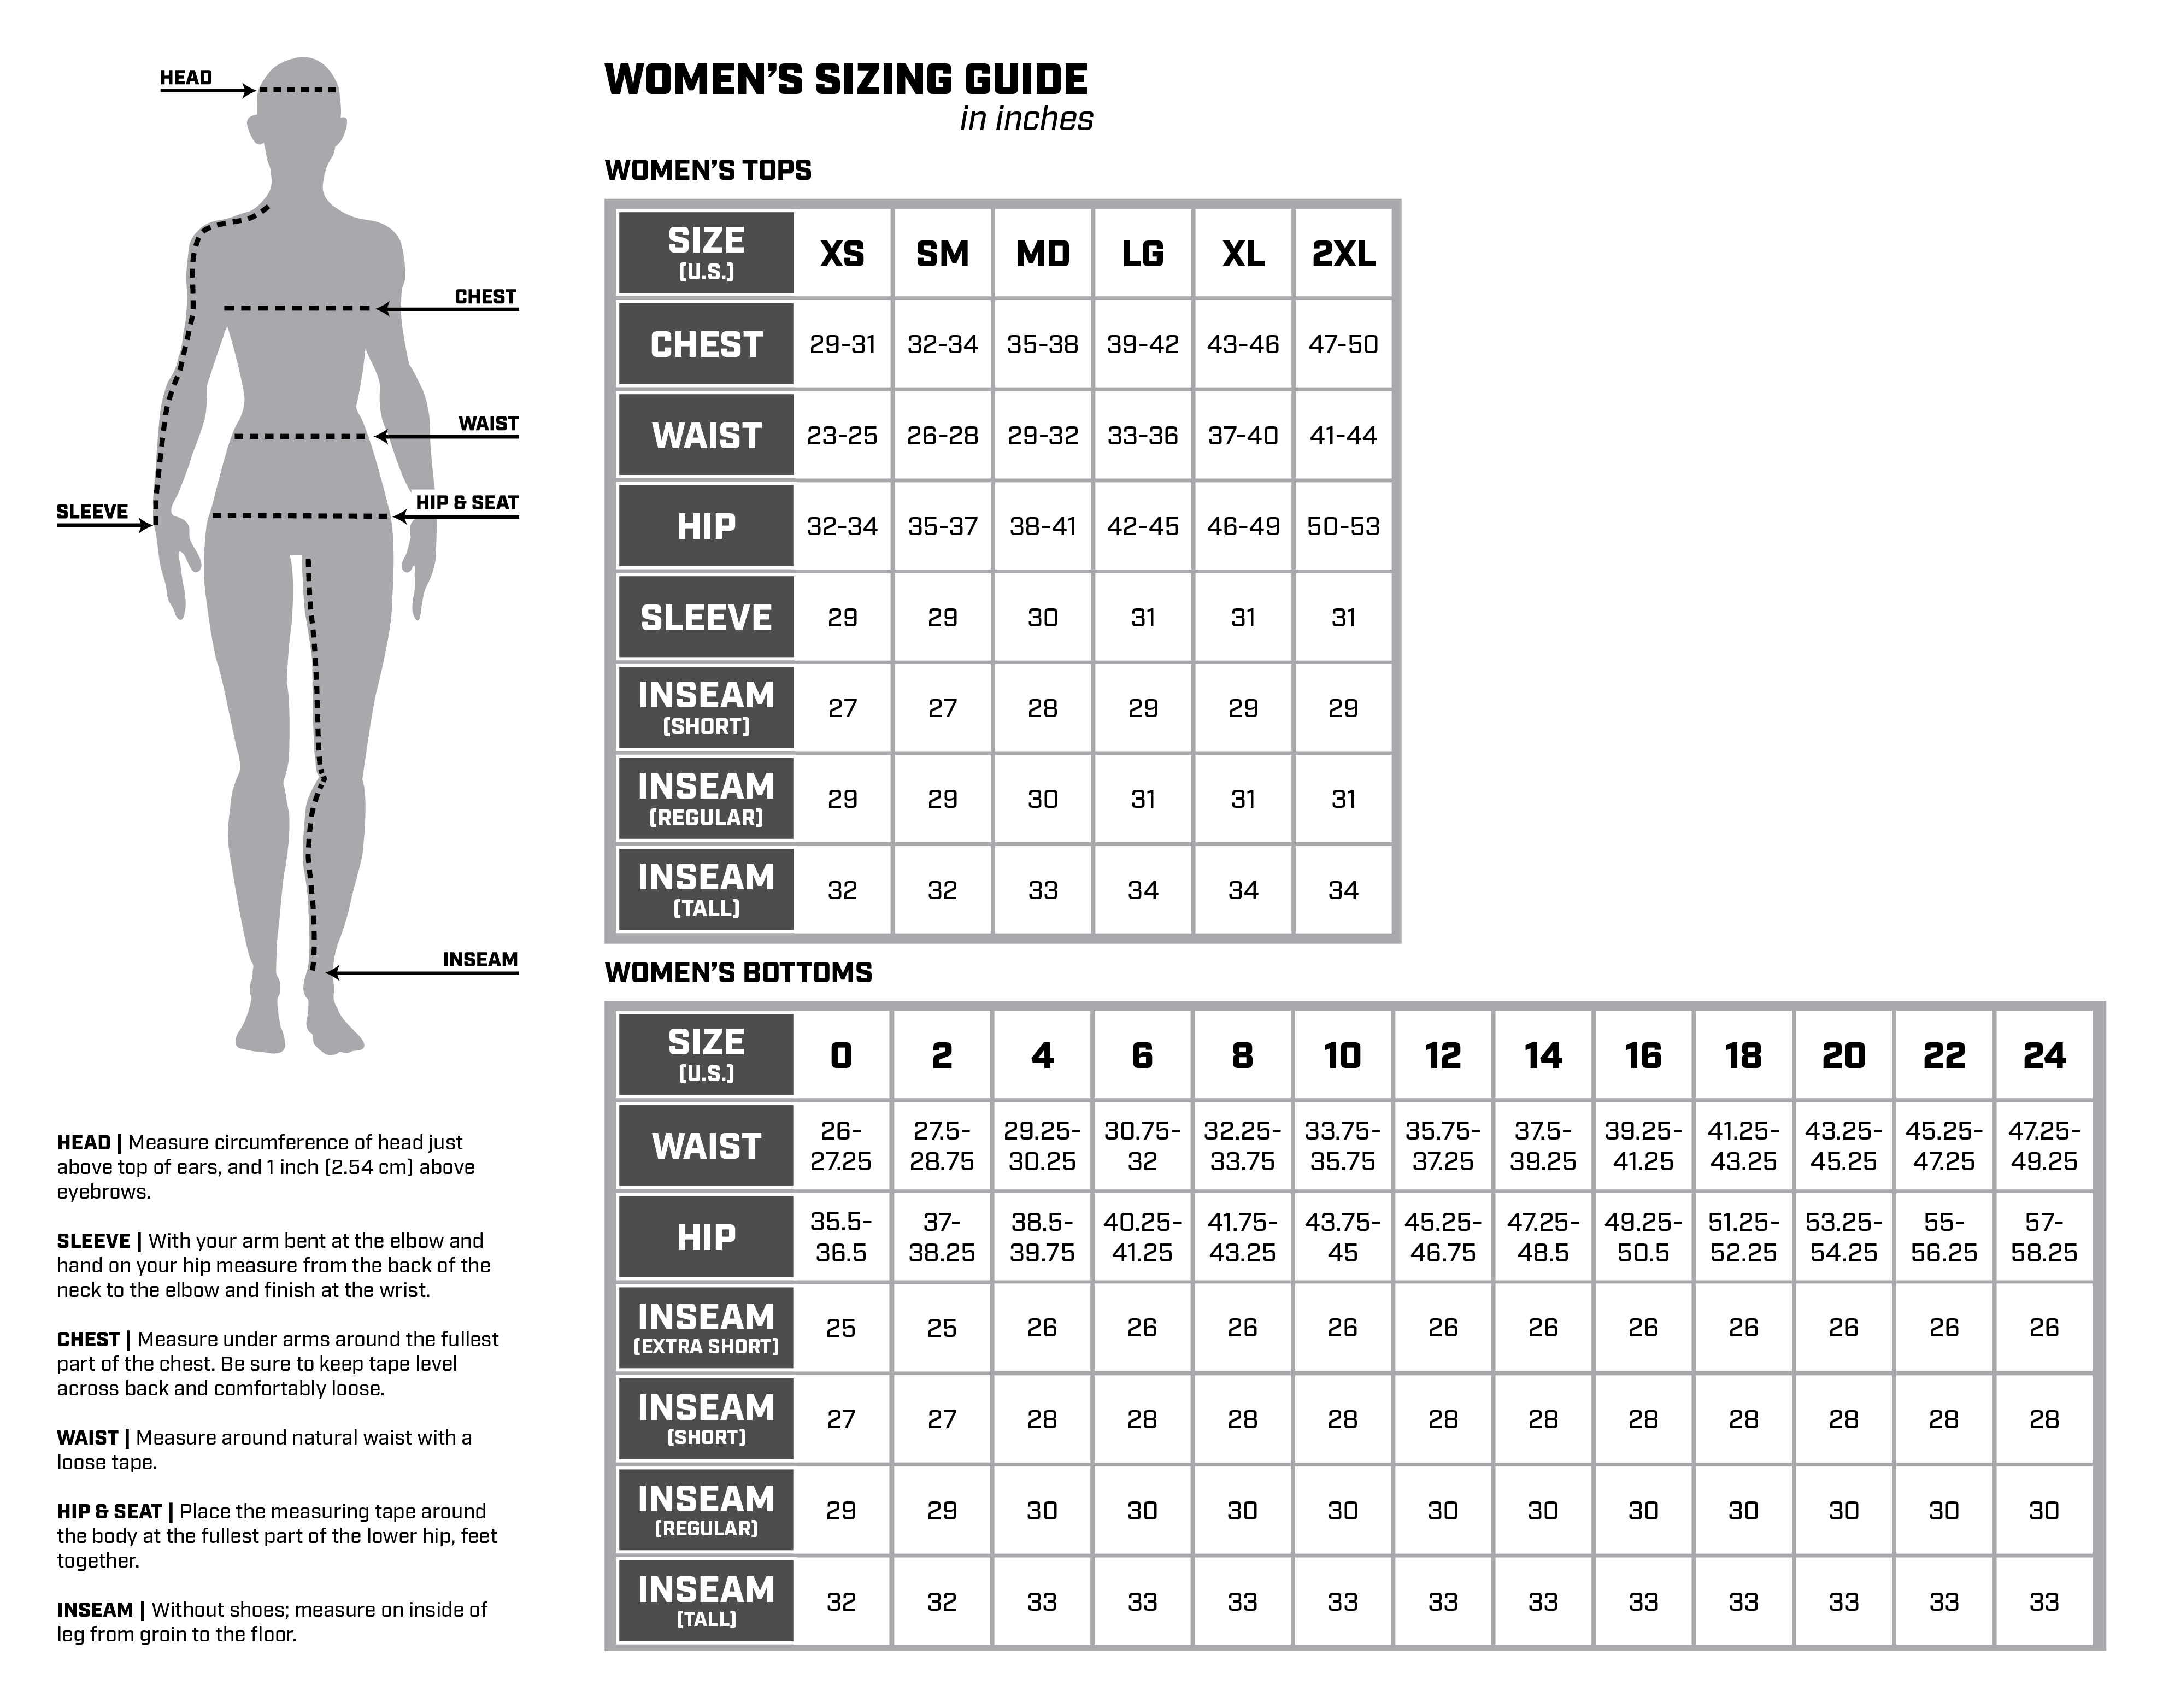 HEAD
CHEST
WAIST
HIP & SEAT
SLEEVE
INSEAM
HEAD | Measure circumference of head just
above top of ears, and 1 inch (2.54 cm) above
eyebrows.
SLEEVE | With your arm bent at the elbow and
hand on your hip measure from the back of the
neck to the elbow and finish at the wrist.
CHEST | Measure under arms around the fullest
part of the chest. Be sure to keep tape level
across back and comfortably loose.
WAIST | Measure around natural waist with a
loose tape.
HIP & SEAT | Place the measuring tape around
the body at the fullest part of the lower hip, feet
together.
INSEAM | Without shoes; measure on inside of
leg from groin to the floor.
WOMEN'S SIZING GUIDE
in inches
WOMEN'S TOPS
SIZE (U.S.) XS SM MD LG XL 2XL
CHEST 29-31 32-34 35-38 39-42 43-46 47-50
WAIST 23-25 26-28 29-32 33-36 37-40 41-44
HIP 32-34 35-37 38-41 42-45 46-49 50-53
SLEEVE 29 29 30 31 31 31
INSEAM (SHORT) 27 27 28 29 29 29
INSEAM (REGULAR) 29 29 30 31 31 31
INSEAM (TALL) 32 32 33 34 34 34
WOMEN'S BOTTOMS
SIZE (U.S.) 0 2 4 6 8 10 12 14 16 18 20 22 24
WAIST 26-27.25 27.5-28.75 29.25-30.25 30.75-32 32.25-33.75 33.75-35.75 35.75-37.25 37.5-39.25 39.25-41.25 41.25-43.25 43.25-45.25 45.25-47.25 47.25-49.25
HIP 35.5-36.5 37-38.25 38.5-39.75 40.25-41.25 41.75-43.25 43.75-45 45.25-46.75 47.25-48.5 49.25-50.5 51.25-52.25 53.25-54.25 55-56.25 57-58.25
INSEAM (EXTRA SHORT) 25 25 26 26 26 26 26 26 26 26 26 26 26
INSEAM (SHORT) 27 27 28 28 28 28 28 28 28 28 28 28 28
INSEAM (REGULAR) 29 29 30 30 30 30 30 30 30 30 30 30 30
INSEAM (TALL) 32 32 33 33 33 33 33 33 33 33 33 33 33